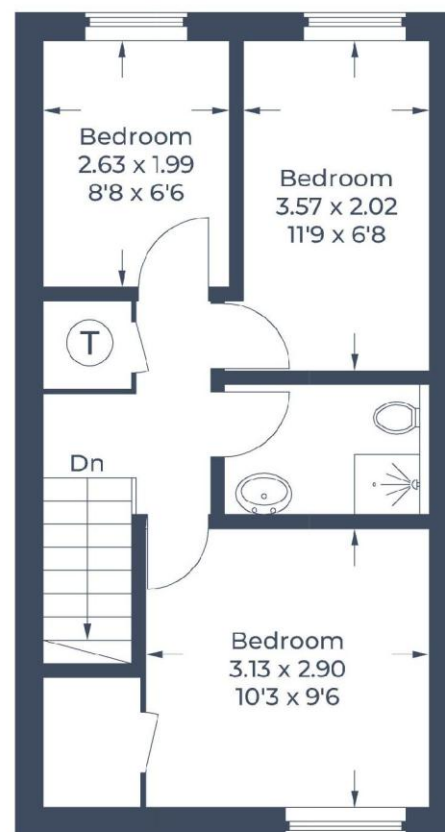 Bedroom
2.63 x 1.99
8'8 x 6'6
Bedroom
3.57 x 2.02
11'9 x 6'8
T
Dn
Bedroom
3.13 x 2.90
10'3 x 9'6